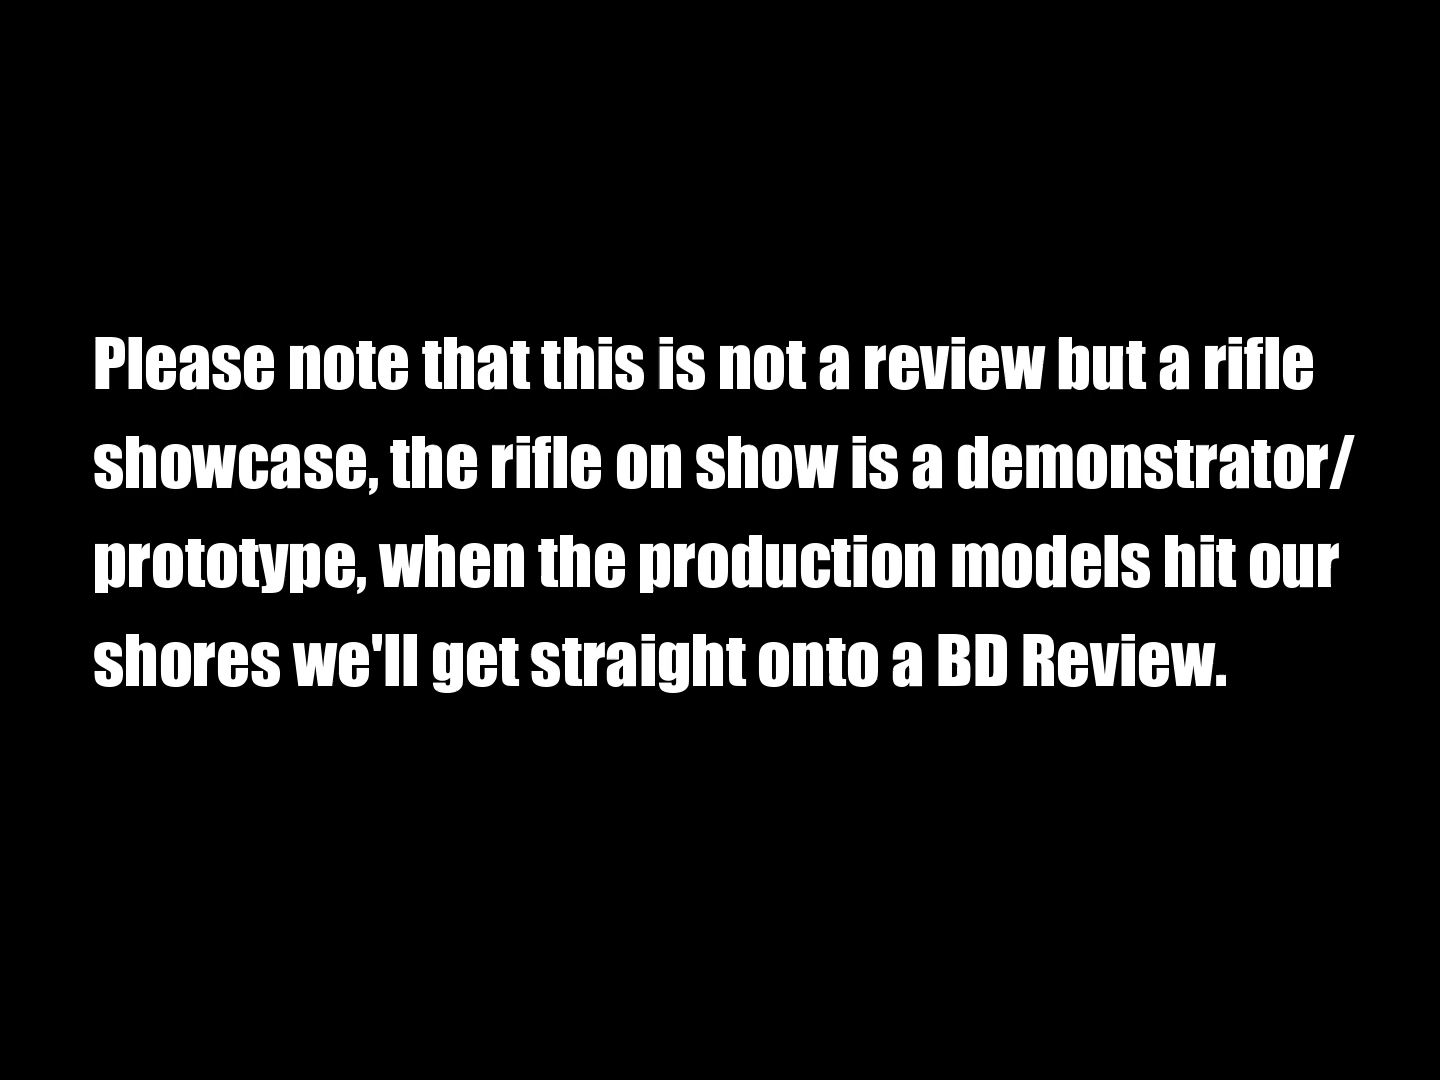 Please note that this is not a review but a rifle
showcase, the rifle on show is a demonstrator/
prototype, when the production models hit our
shores we'll get straight onto a BD Review.